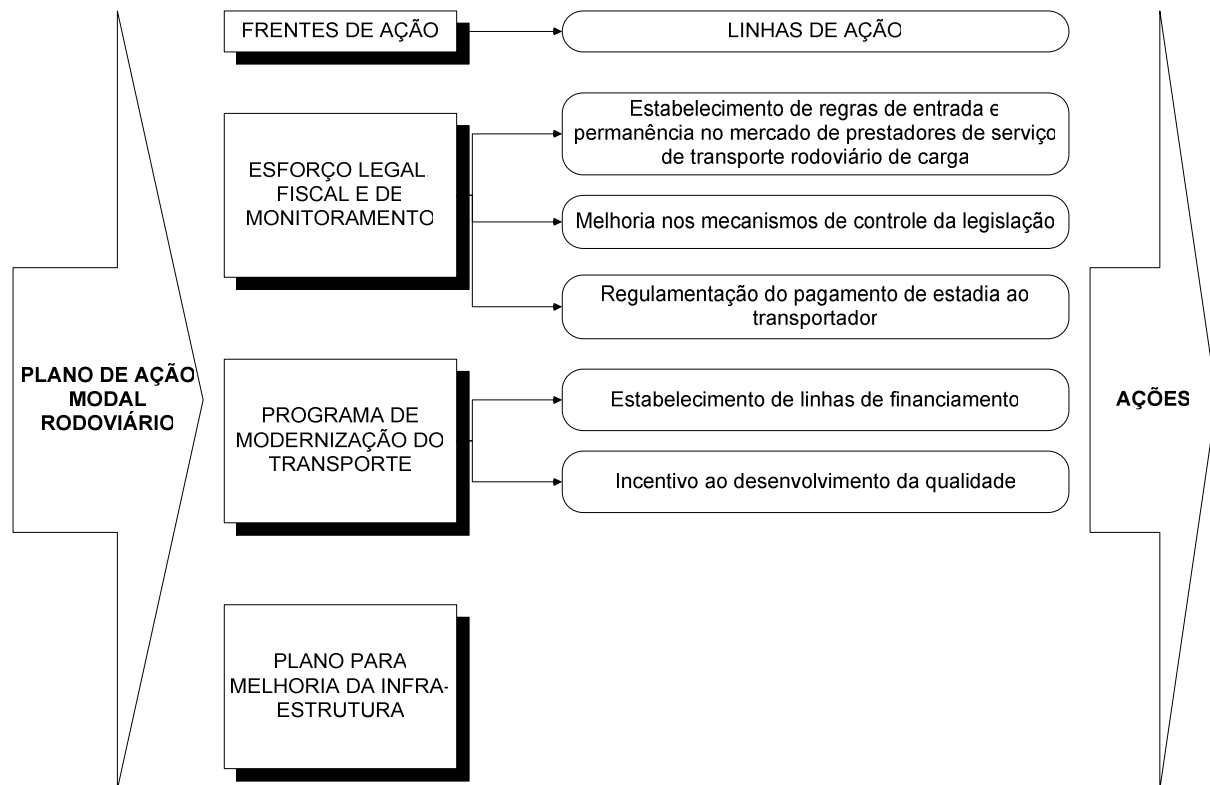 FRENTES DE AÇÃO
LINHAS DE AÇÃO
ESFORÇO LEGAL,
FISCAL E DE
MONITORAMENTO
Estabelecimento de regras de entrada e
permanência no mercado de prestadores de serviço
de transporte rodoviário de carga
Melhoria nos mecanismos de controle da legislação
Regulamentação do pagamento de estadia ao
transportador
PLANO DE AÇÃO
MODAL
RODOVIÁRIO
PROGRAMA DE
MODERNIZAÇÃO DO
TRANSPORTE
Estabelecimento de linhas de financiamento
Incentivo ao desenvolvimento da qualidade
AÇÕES
PLANO PARA
MELHORIA DA INFRA-
ESTRUTURA